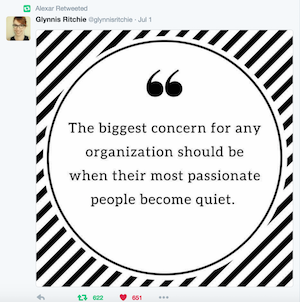 Alexar Retweeted
Glynnis Ritchie @glynnisritchie · Jul 1
The biggest concern for any
organization should be
when their most passionate
people become quiet.
822 651